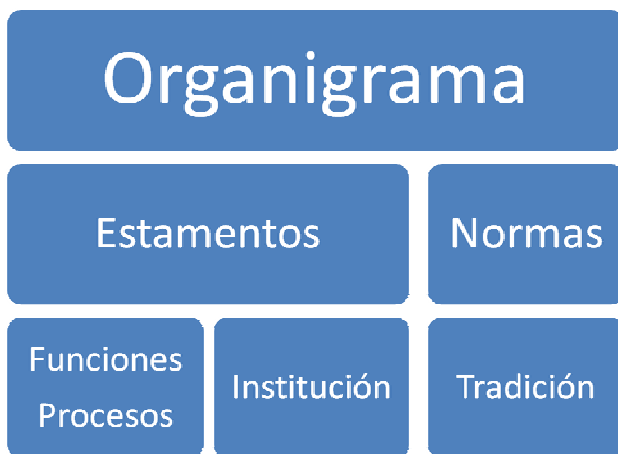 Organigrama
Estamentos
Normas
Funciones
Procesos
Institución
Tradición